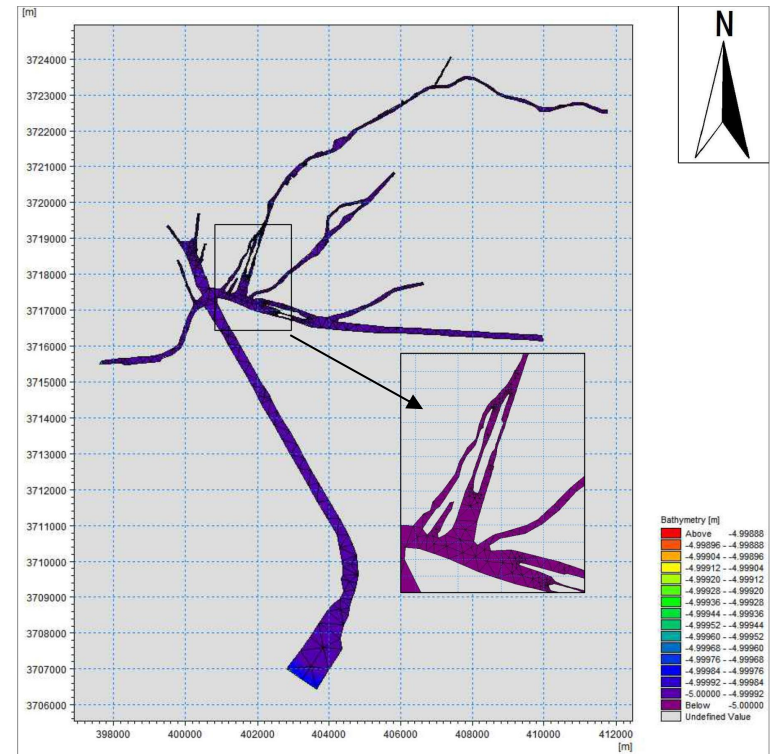 [m]
N
3724000
3723000
3722000
3721000
3720000
3719000
3718000
3717000
3716000
3715000
3714000
3713000
3712000
3711000
3710000
3709000
3708000
3707000
3706000
398000 400000 402000 404000 406000 408000 410000 412000
[m]
Bathymetry [m]
Above -4.99888
-4.99896 - -4.99888
-4.99904 - -4.99896
-4.99912 - -4.99904
-4.99920 - -4.99912
-4.99928 - -4.99920
-4.99936 - -4.99928
-4.99944 - -4.99936
-4.99952 - -4.99944
-4.99960 - -4.99952
-4.99968 - -4.99960
-4.99976 - -4.99968
-4.99984 - -4.99976
-4.99992 - -4.99984
-5.00000 - -4.99992
Below -5.00000
Undefined Value